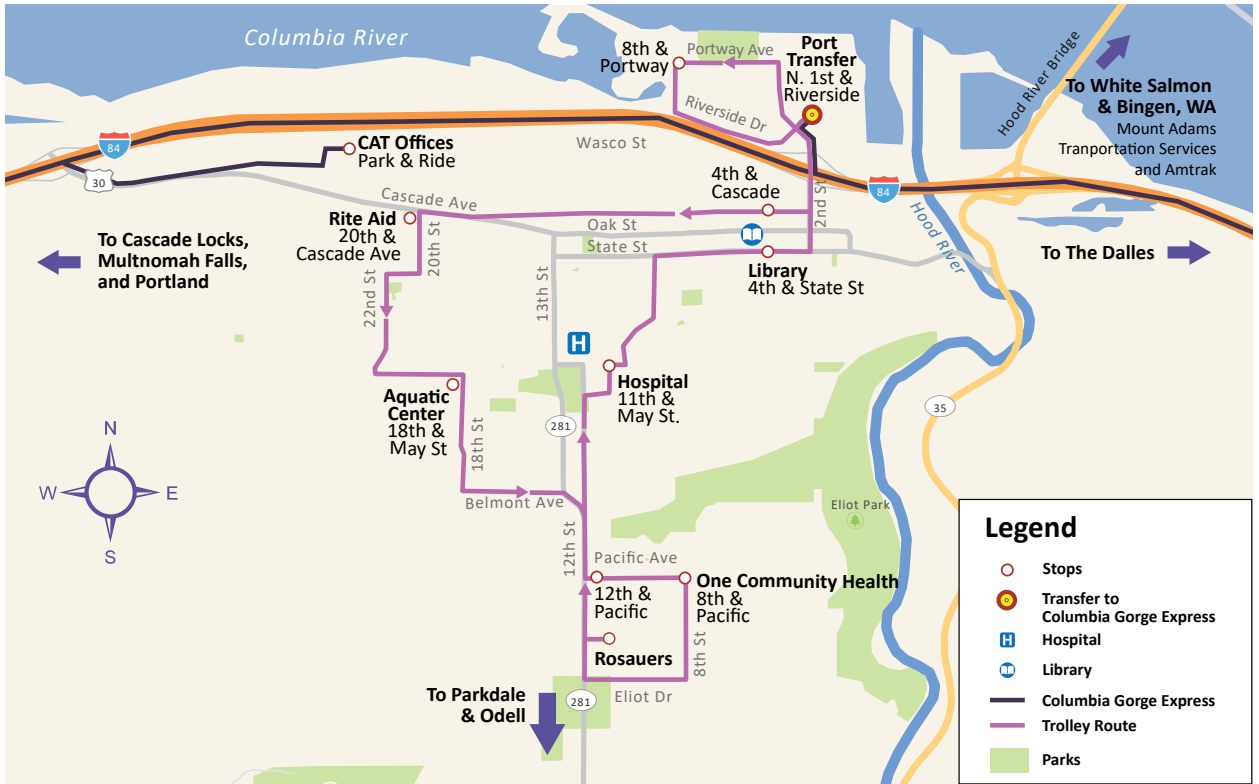 Columbia River
8th &
Portway
Portway Ave
Port
Transfer
N. 1st &
Riverside
Riverside Dr
Hood River Bridge
To White Salmon
& Bingen, WA
Mount Adams
Tranportation Services
and Amtrak
84
CAT Offices
Park & Ride
30
Wasco St
4th &
Cascade
2nd St
84
Hood River
Cascade Ave
Rite Aid
20th &
Cascade Ave
20th St
Oak St
State St
Library
4th & State St
To Cascade Locks,
Multnomah Falls,
and Portland
To The Dalles
22nd St
13th St
H
Hospital
11th &
May St.
Aquatic
Center
18th &
May St
18th St
281
35
N
W
E
S
Belmont Ave
12th St
Eliot Park
Pacific Ave
12th &
Pacific
One Community Health
8th &
Pacific
8th St
Rosauers
Eliot Dr
281
To Parkdale
& Odell
Legend
Stops
Transfer to
Columbia Gorge Express
H
Hospital
Library
Columbia Gorge Express
Trolley Route
Parks